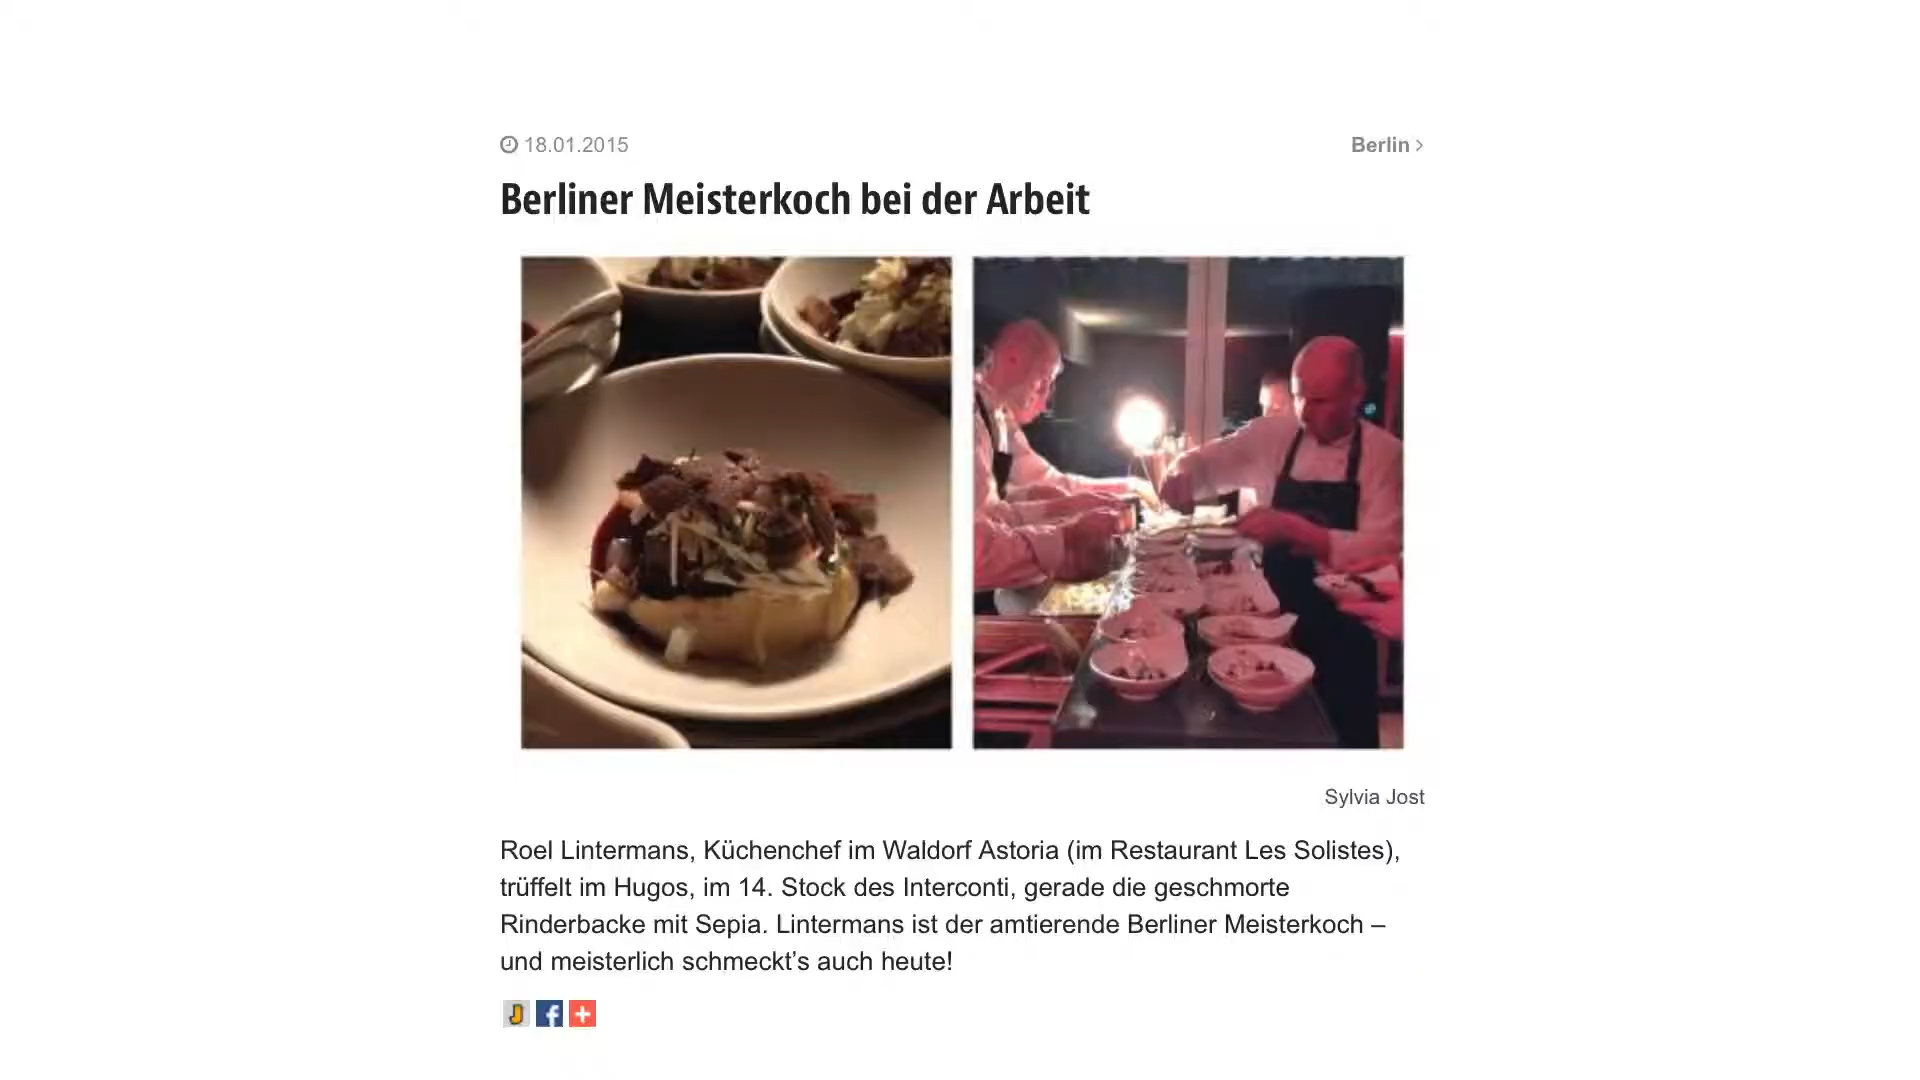 18.01.2015
Berlin
Berliner Meisterkoch bei der Arbeit
Sylvia Jost
Roel Lintermans, Küchenchef im Waldorf Astoria (im Restaurant Les Solistes),
trüffelt im Hugos, im 14. Stock des Interconti, gerade die geschmorte
Rinderbacke mit Sepia. Lintermans ist der amtierende Berliner Meisterkoch –
und meisterlich schmeckt’s auch heute!